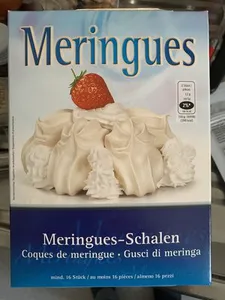 Meringues
Meringues-Schalen
Coques de meringue · Gusci di meringa
mind. 16 Stück / au moins 16 pièces / almeno 16 pezzi